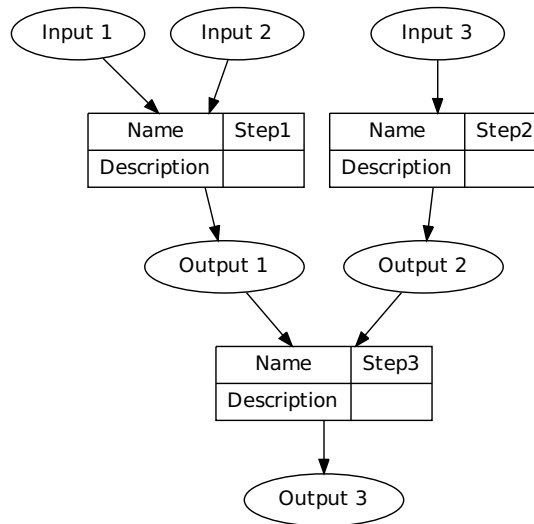 Input 1
Input 2
Input 3
Name Step1
Description
Name Step2
Description
Output 1
Output 2
Name Step3
Description
Output 3